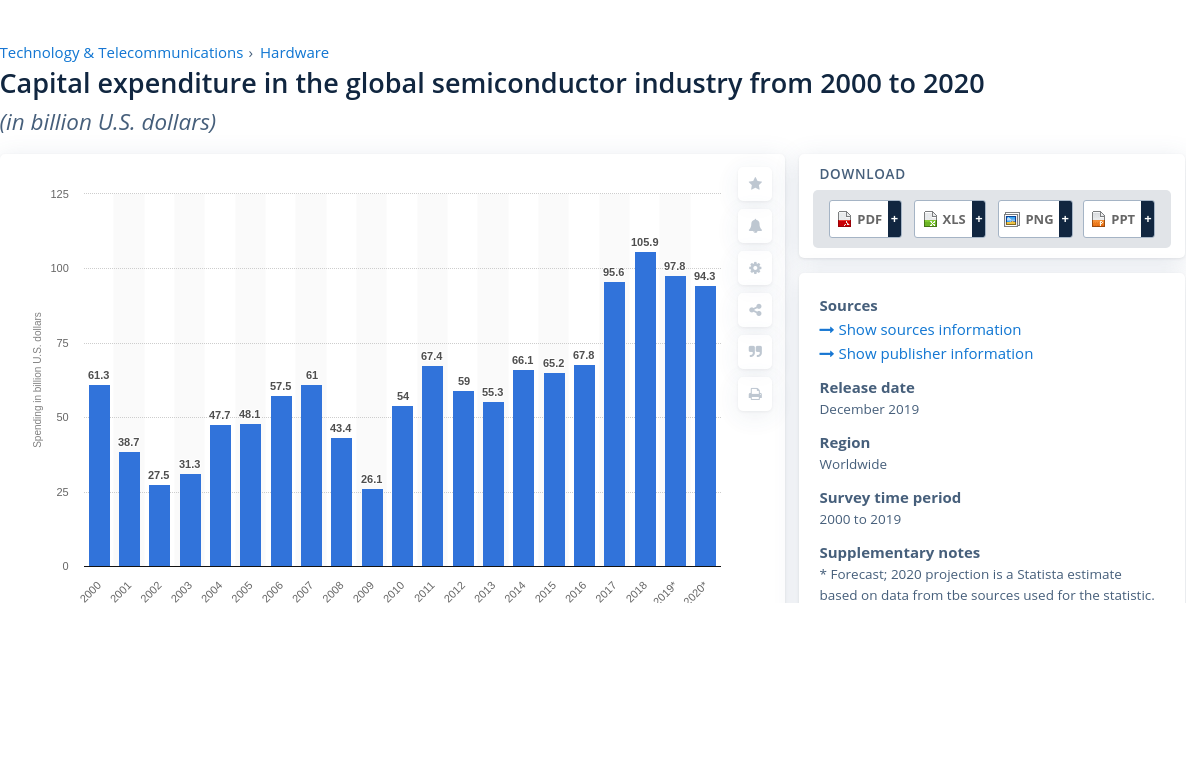 Technology & Telecommunications › Hardware
Capital expenditure in the global semiconductor industry from 2000 to 2020
(in billion U.S. dollars)
Spending in billion U.S. dollars
125
100
75
50
25
0
61.3
38.7
27.5
31.3
47.7
48.1
57.5
61
43.4
26.1
54
67.4
59
55.3
66.1
65.2
67.8
95.6
105.9
97.8
94.3
2000
2001
2002
2003
2004
2005
2006
2007
2008
2009
2010
2011
2012
2013
2014
2015
2016
2017
2018
2019*
2020*
DOWNLOAD
PDF +
XLS +
PNG +
PPT +
Sources
Show sources information
Show publisher information
Release date
December 2019
Region
Worldwide
Survey time period
2000 to 2019
Supplementary notes
* Forecast; 2020 projection is a Statista estimate
based on data from tbe sources used for the statistic.